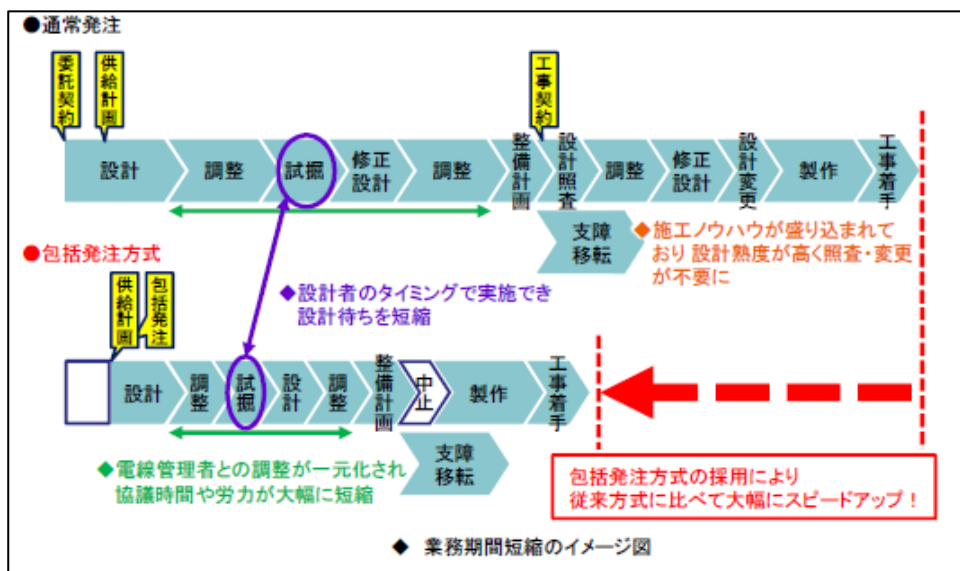 ●通常発注
委託契約
供給計画
工事契約
設計
調整
試掘
修正
設計
調整
整備計画
設計照査
調整
修正
設計
設計変更
製作
工事着手
支障
移転
◆施工ノウハウが盛り込まれて
おり設計熟度が高く照査・変更
が不要に
●包括発注方式
◆設計者のタイミングで実施でき
設計待ちを短縮
供給計画
包括発注
設計
調整
試掘
設計
調整
整備計画
中止
製作
工事着手
支障
移転
◆電線管理者との調整が一元化され
協議時間や労力が大幅に短縮
包括発注方式の採用により
従来方式に比べて大幅にスピードアップ！
◆ 業務期間短縮のイメージ図